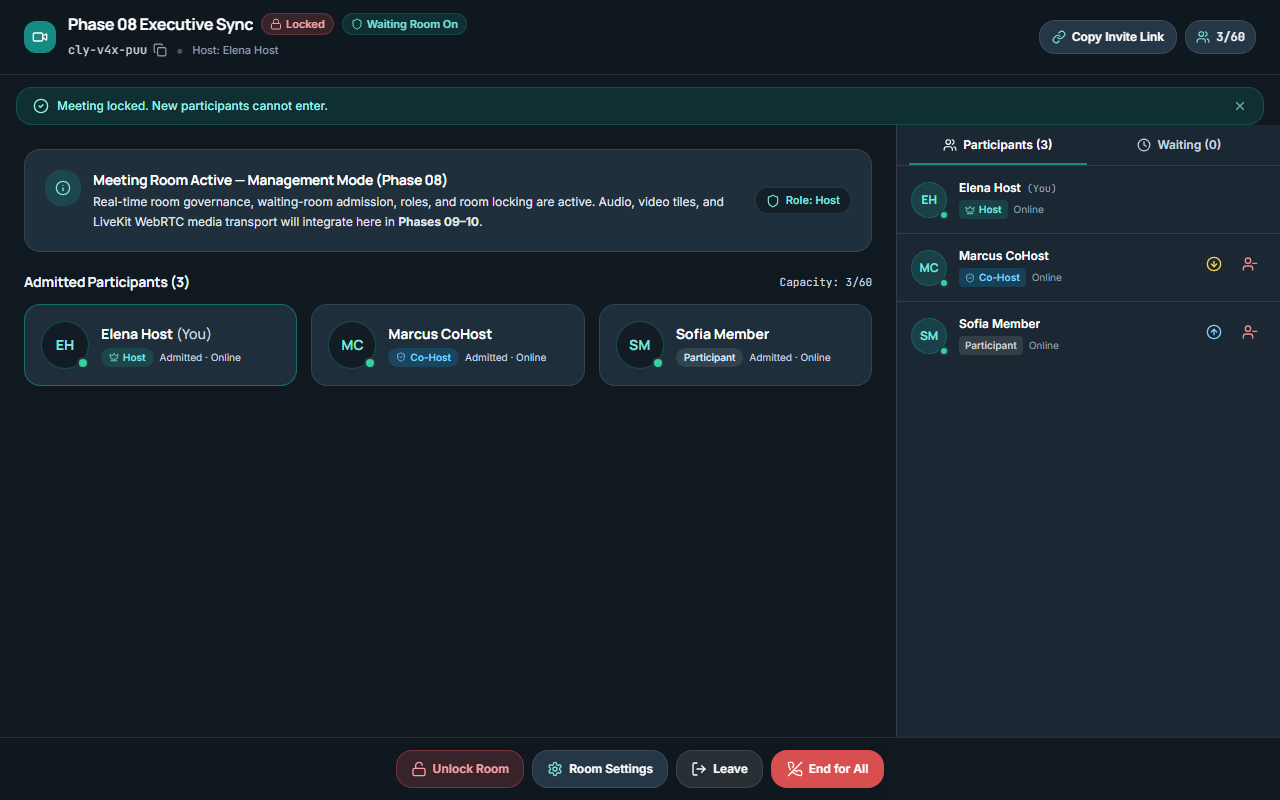 Phase 08 Executive Sync Locked Waiting Room On
cly-v4x-puu Host: Elena Host
Copy Invite Link
3/60
Meeting locked. New participants cannot enter.
Meeting Room Active — Management Mode (Phase 08)
Real-time room governance, waiting-room admission, roles, and room locking are active. Audio, video tiles, and
LiveKit WebRTC media transport will integrate here in Phases 09–10.
Role: Host
Admitted Participants (3)
Capacity: 3/60
EH
Elena Host (You)
Host Admitted · Online
MC
Marcus CoHost
Co-Host Admitted · Online
SM
Sofia Member
Participant Admitted · Online
Participants (3)
Waiting (0)
EH
Elena Host (You)
Host Online
MC
Marcus CoHost
Co-Host Online
SM
Sofia Member
Participant Online
Unlock Room
Room Settings
Leave
End for All